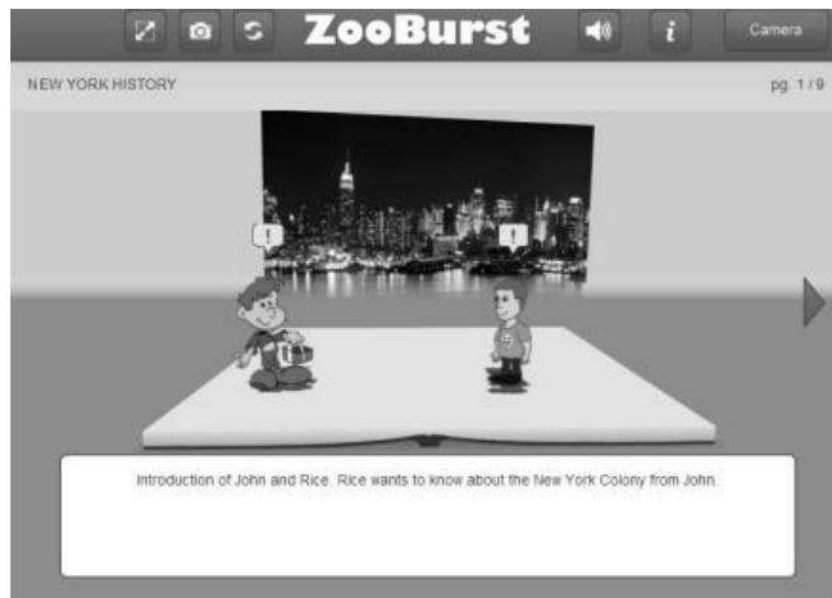 ZooBurst
i
Camera
NEW YORK HISTORY
pg. 1 / 9
!
!
Introduction of John and Rice. Rice wants to know about the New York Colony from John.